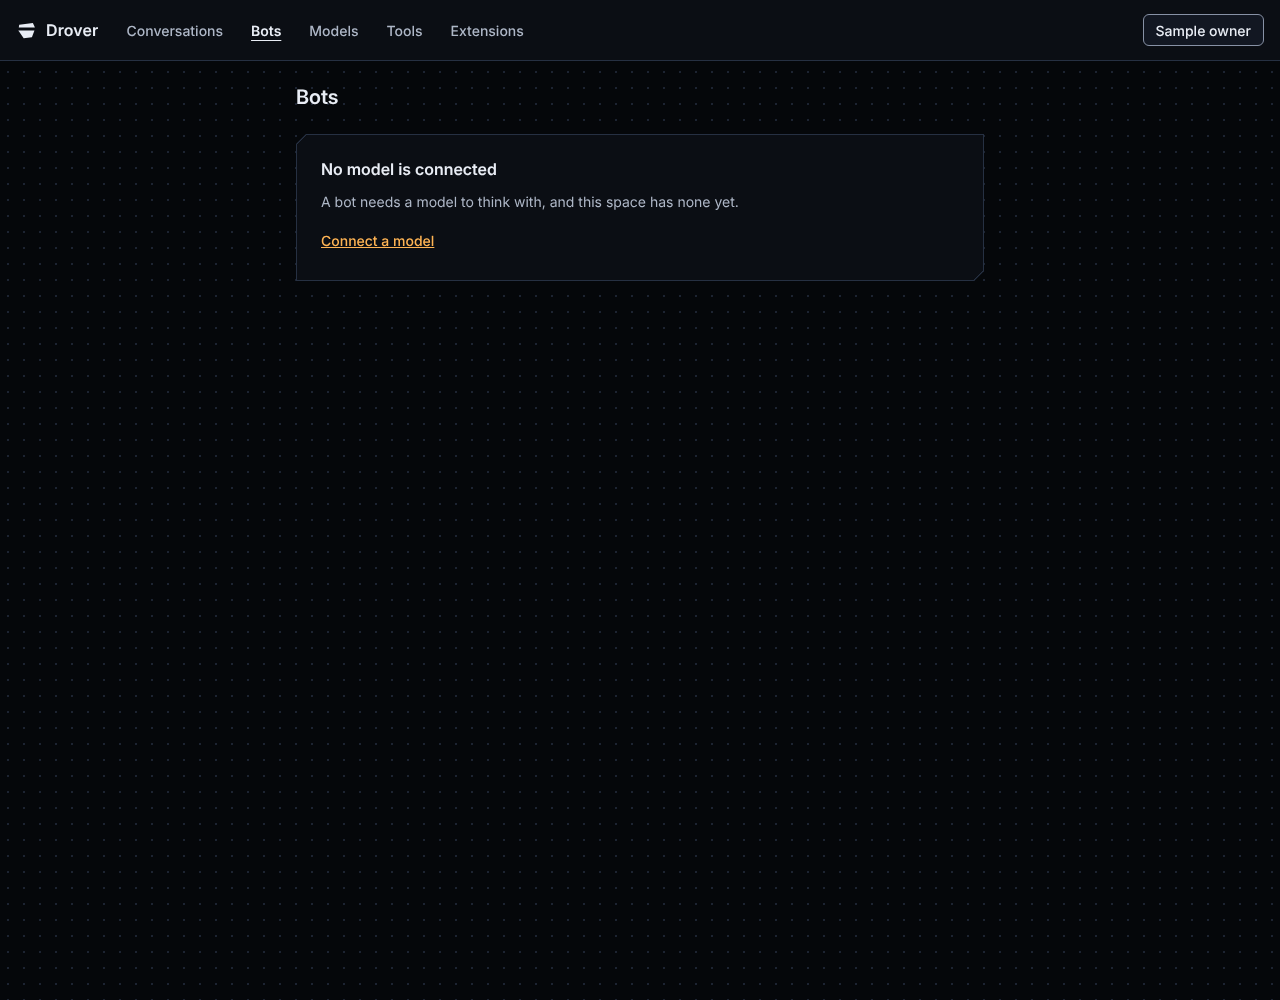 Drover
Conversations
Bots
Models
Tools
Extensions
Sample owner
Bots
No model is connected
A bot needs a model to think with, and this space has none yet.
Connect a model